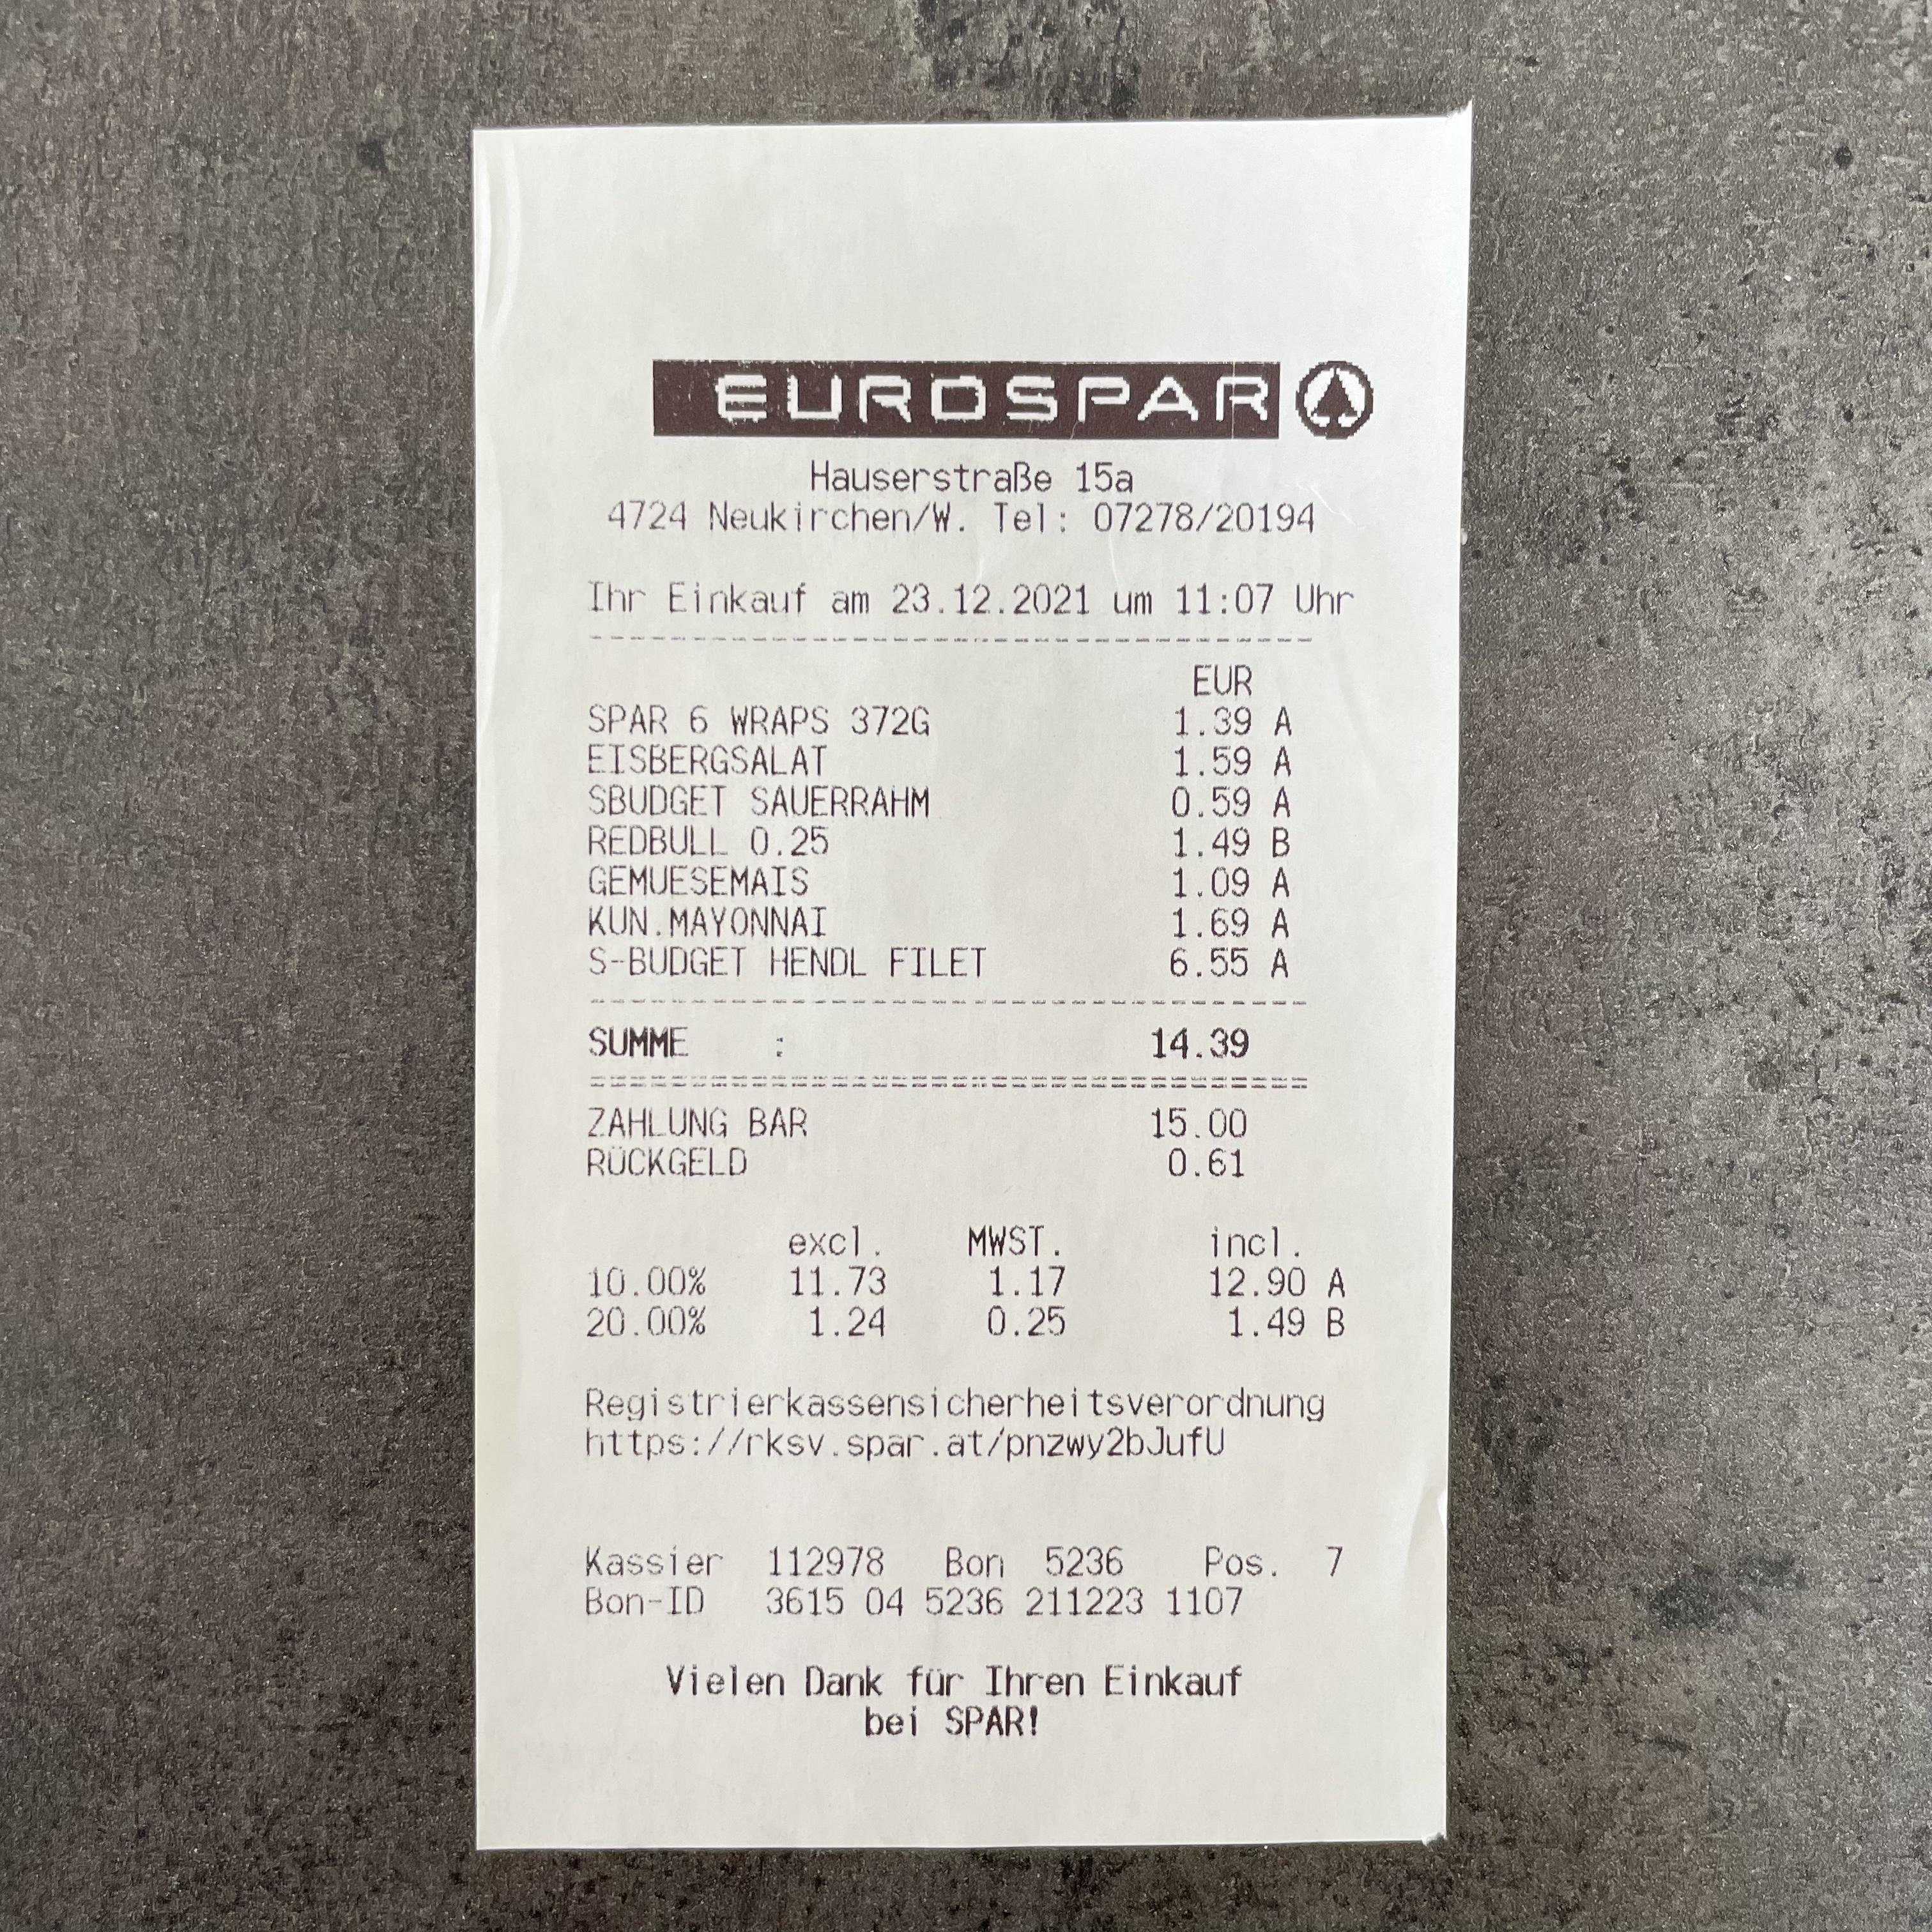 EUROSPAR
Hauserstraße 15a
4724 Neukirchen/W. Tel: 07278/20194
Ihr Einkauf am 23.12.2021 um 11:07 Uhr
EUR
SPAR 6 WRAPS 372G 1.39 A
EISBERGSALAT 1.59 A
SBUDGET SAUERRAHM 0.59 A
REDBULL 0.25 1.49 B
GEMUESEMAIS 1.09 A
KUN.MAYONNAI 1.69 A
S-BUDGET HENDL FILET 6.55 A
SUMME : 14.39
ZAHLUNG BAR 15.00
RÜCKGELD 0.61
excl. MWST. incl.
10.00% 11.73 1.17 12.90 A
20.00% 1.24 0.25 1.49 B
Registrierkassensicherheitsverordnung
https://rksv.spar.at/pnzwy2bJufU
Kassier 112978 Bon 5236 Pos. 7
Bon-ID 3615 04 5236 211223 1107
Vielen Dank für Ihren Einkauf
bei SPAR!